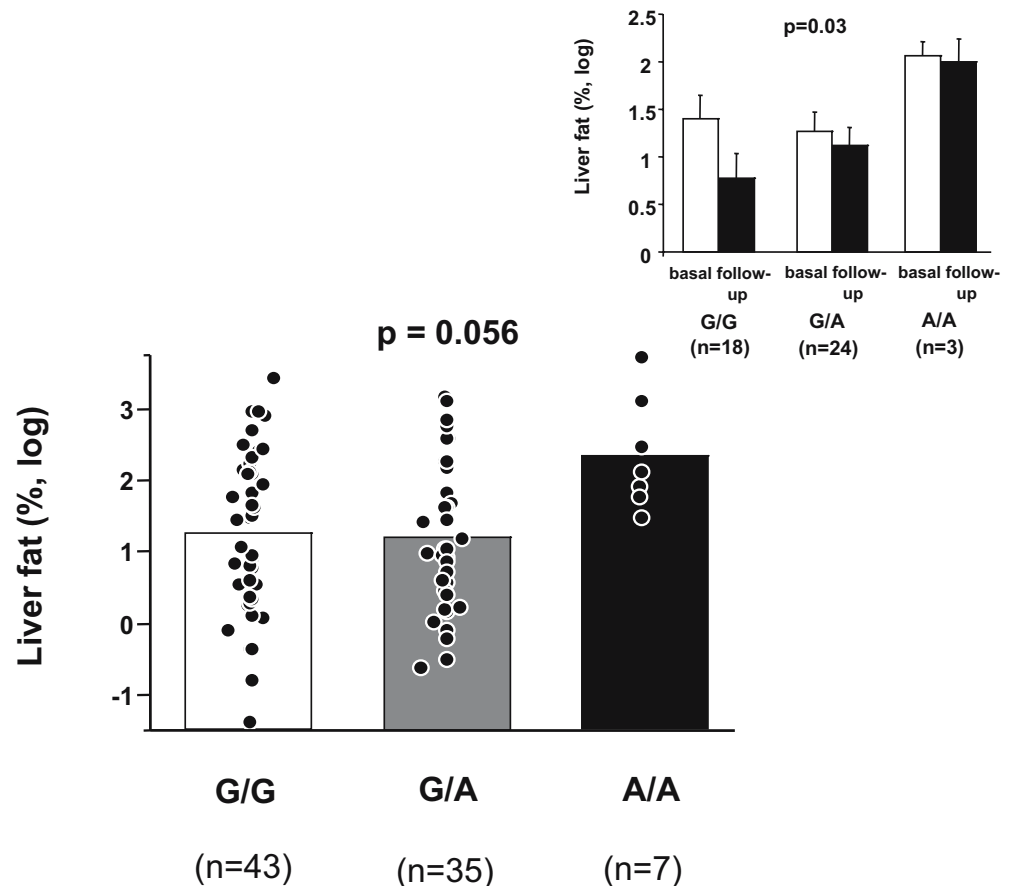 2.5
p=0.03
2
1.5
1
0.5
0
Liver fat (%, log)
basal follow-up
basal follow-up
basal follow-up
G/G
G/A
A/A
(n=18)
(n=24)
(n=3)
p = 0.056
3
2
1
0
-1
Liver fat (%, log)
G/G
G/A
A/A
(n=43)
(n=35)
(n=7)